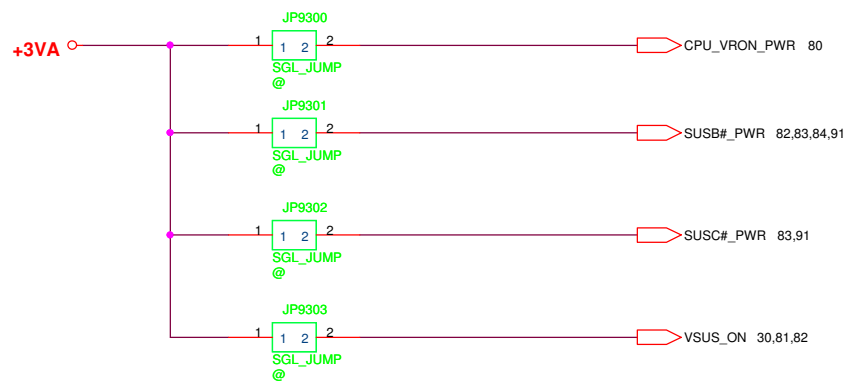 JP9300
+3VA 1 1 2 2 CPU_VRON_PWR 80
SGL_JUMP
@
JP9301
1 1 2 2 SUSB#_PWR 82,83,84,91
SGL_JUMP
@
JP9302
1 1 2 2 SUSC#_PWR 83,91
SGL_JUMP
@
JP9303
1 1 2 2 VSUS_ON 30,81,82
SGL_JUMP
@